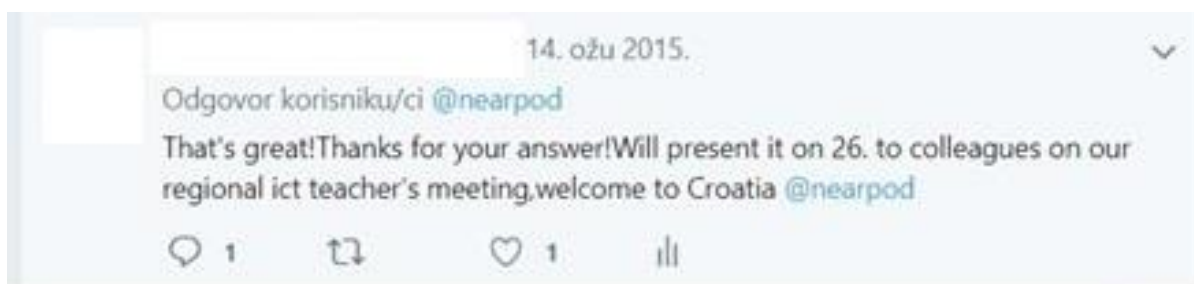 14. ožu 2015.
Odgovor korisniku/ci @nearpod
That's great!Thanks for your answer!Will present it on 26. to colleagues on our
regional ict teacher's meeting,welcome to Croatia @nearpod
1 1